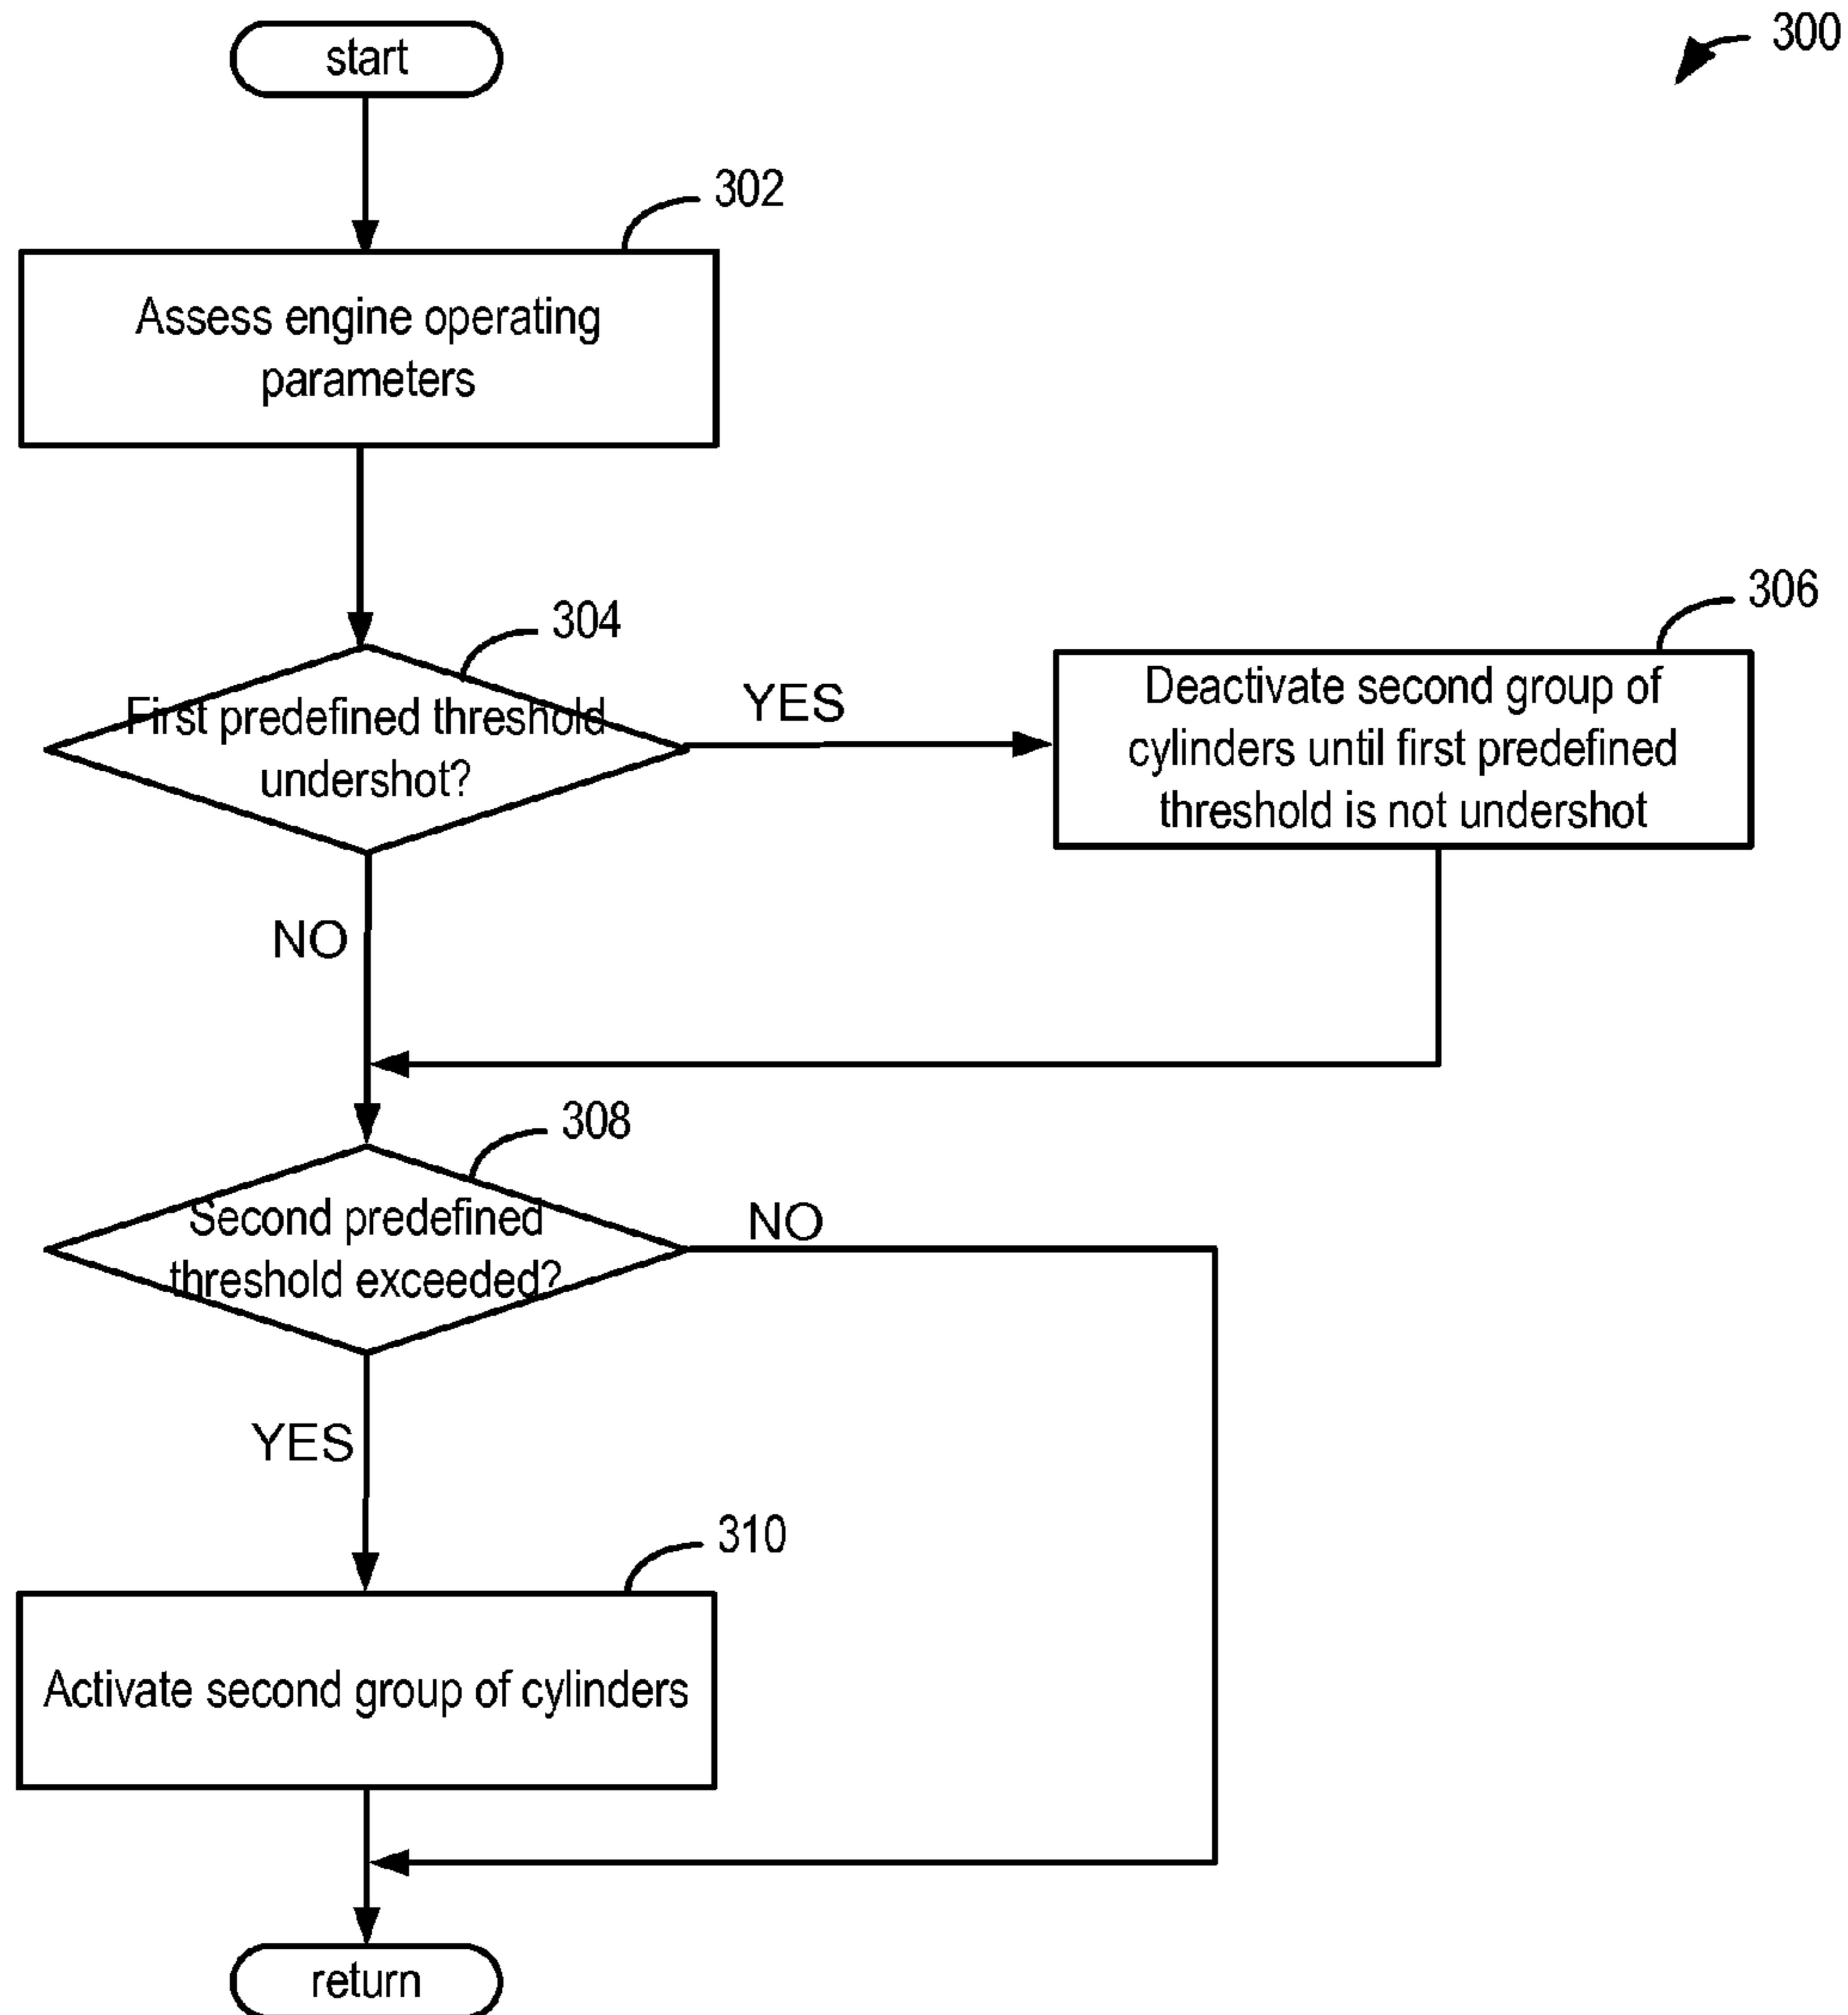 start
300
302
Assess engine operating
parameters
304
First predefined threshold
undershot?
YES
306
Deactivate second group of
cylinders until first predefined
threshold is not undershot
NO
308
Second predefined
threshold exceeded?
NO
YES
310
Activate second group of cylinders
return